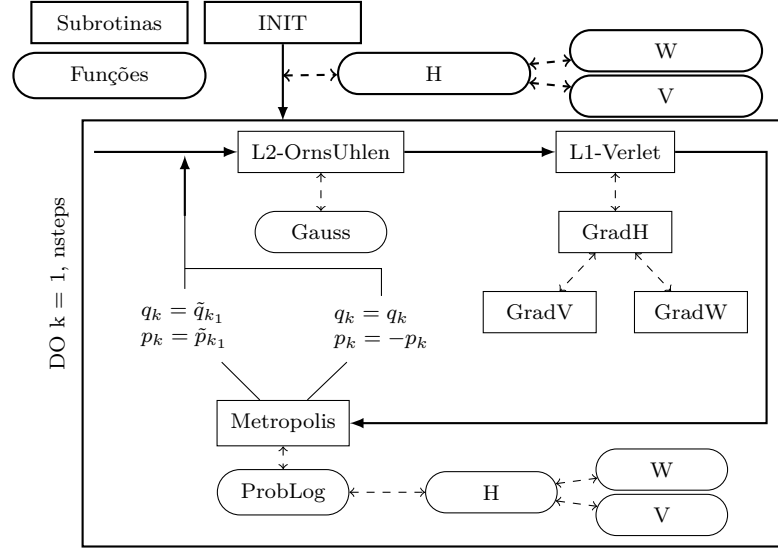 Subrotinas
INIT
Funções
H
W
V
DO k = 1, nsteps
L2-OrnsUhlen
L1-Verlet
Gauss
GradH
GradV
GradW
q_k = q̃_{k_1}
p_k = p̃_{k_1}
q_k = q_k
p_k = −p_k
Metropolis
ProbLog
H
W
V